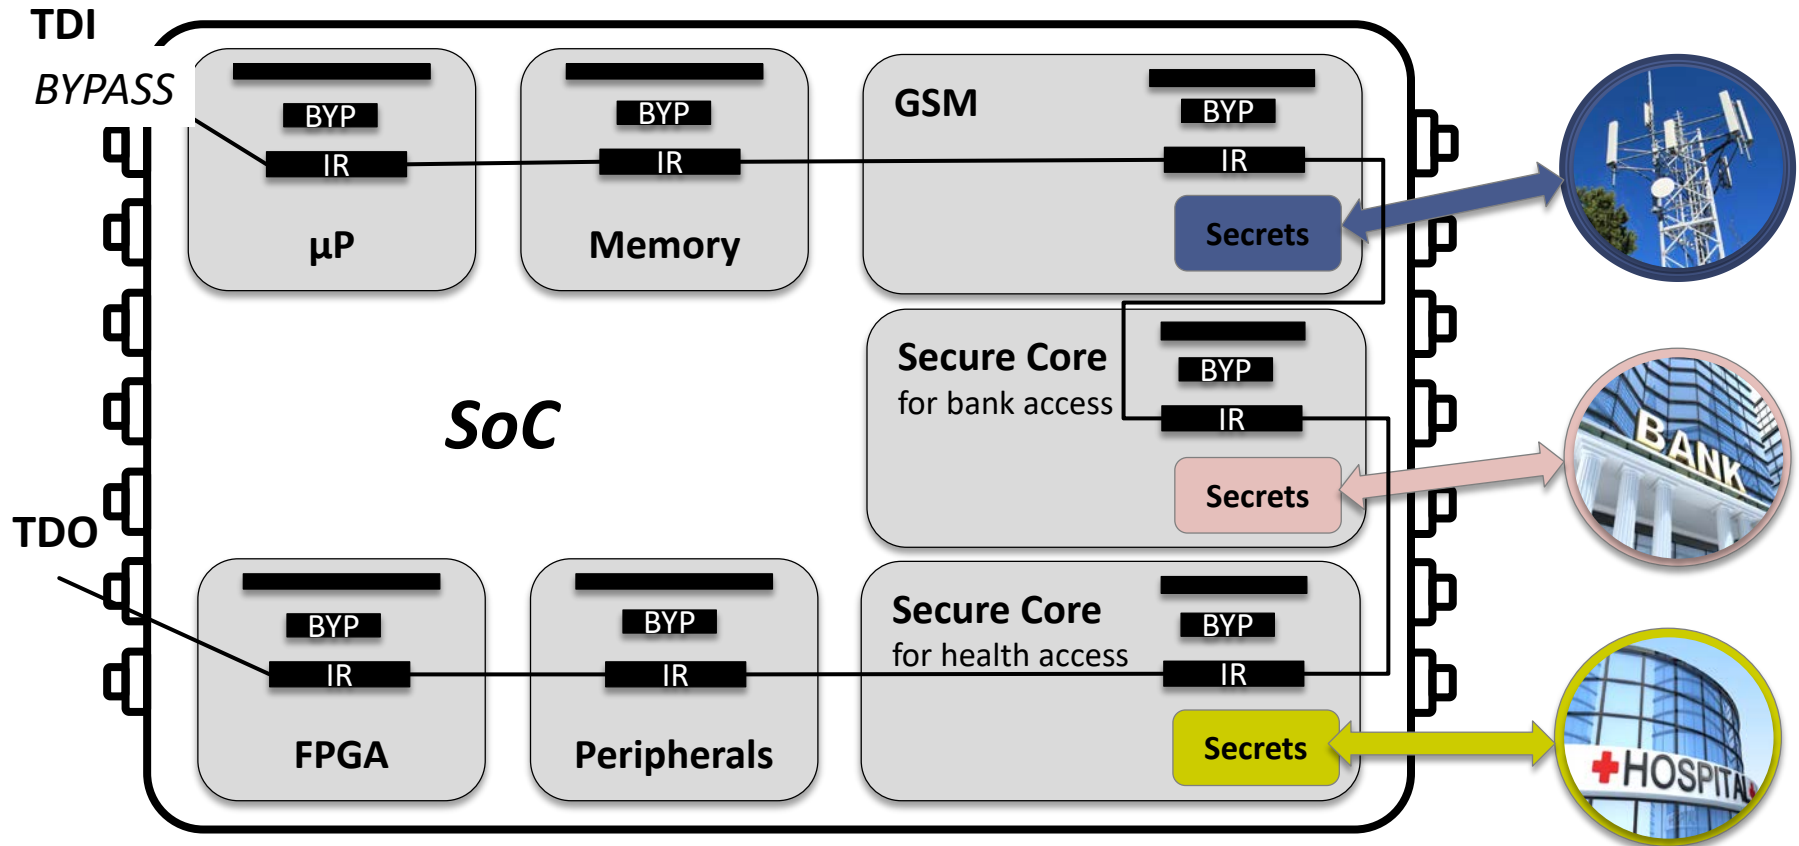 TDI
BYPASS
BYP
IR
µP
BYP
IR
Memory
GSM
BYP
IR
Secrets
Secure Core
for bank access
BYP
IR
Secrets
BANK
SoC
TDO
BYP
IR
FPGA
BYP
IR
Peripherals
Secure Core
for health access
BYP
IR
Secrets
HOSPITAL